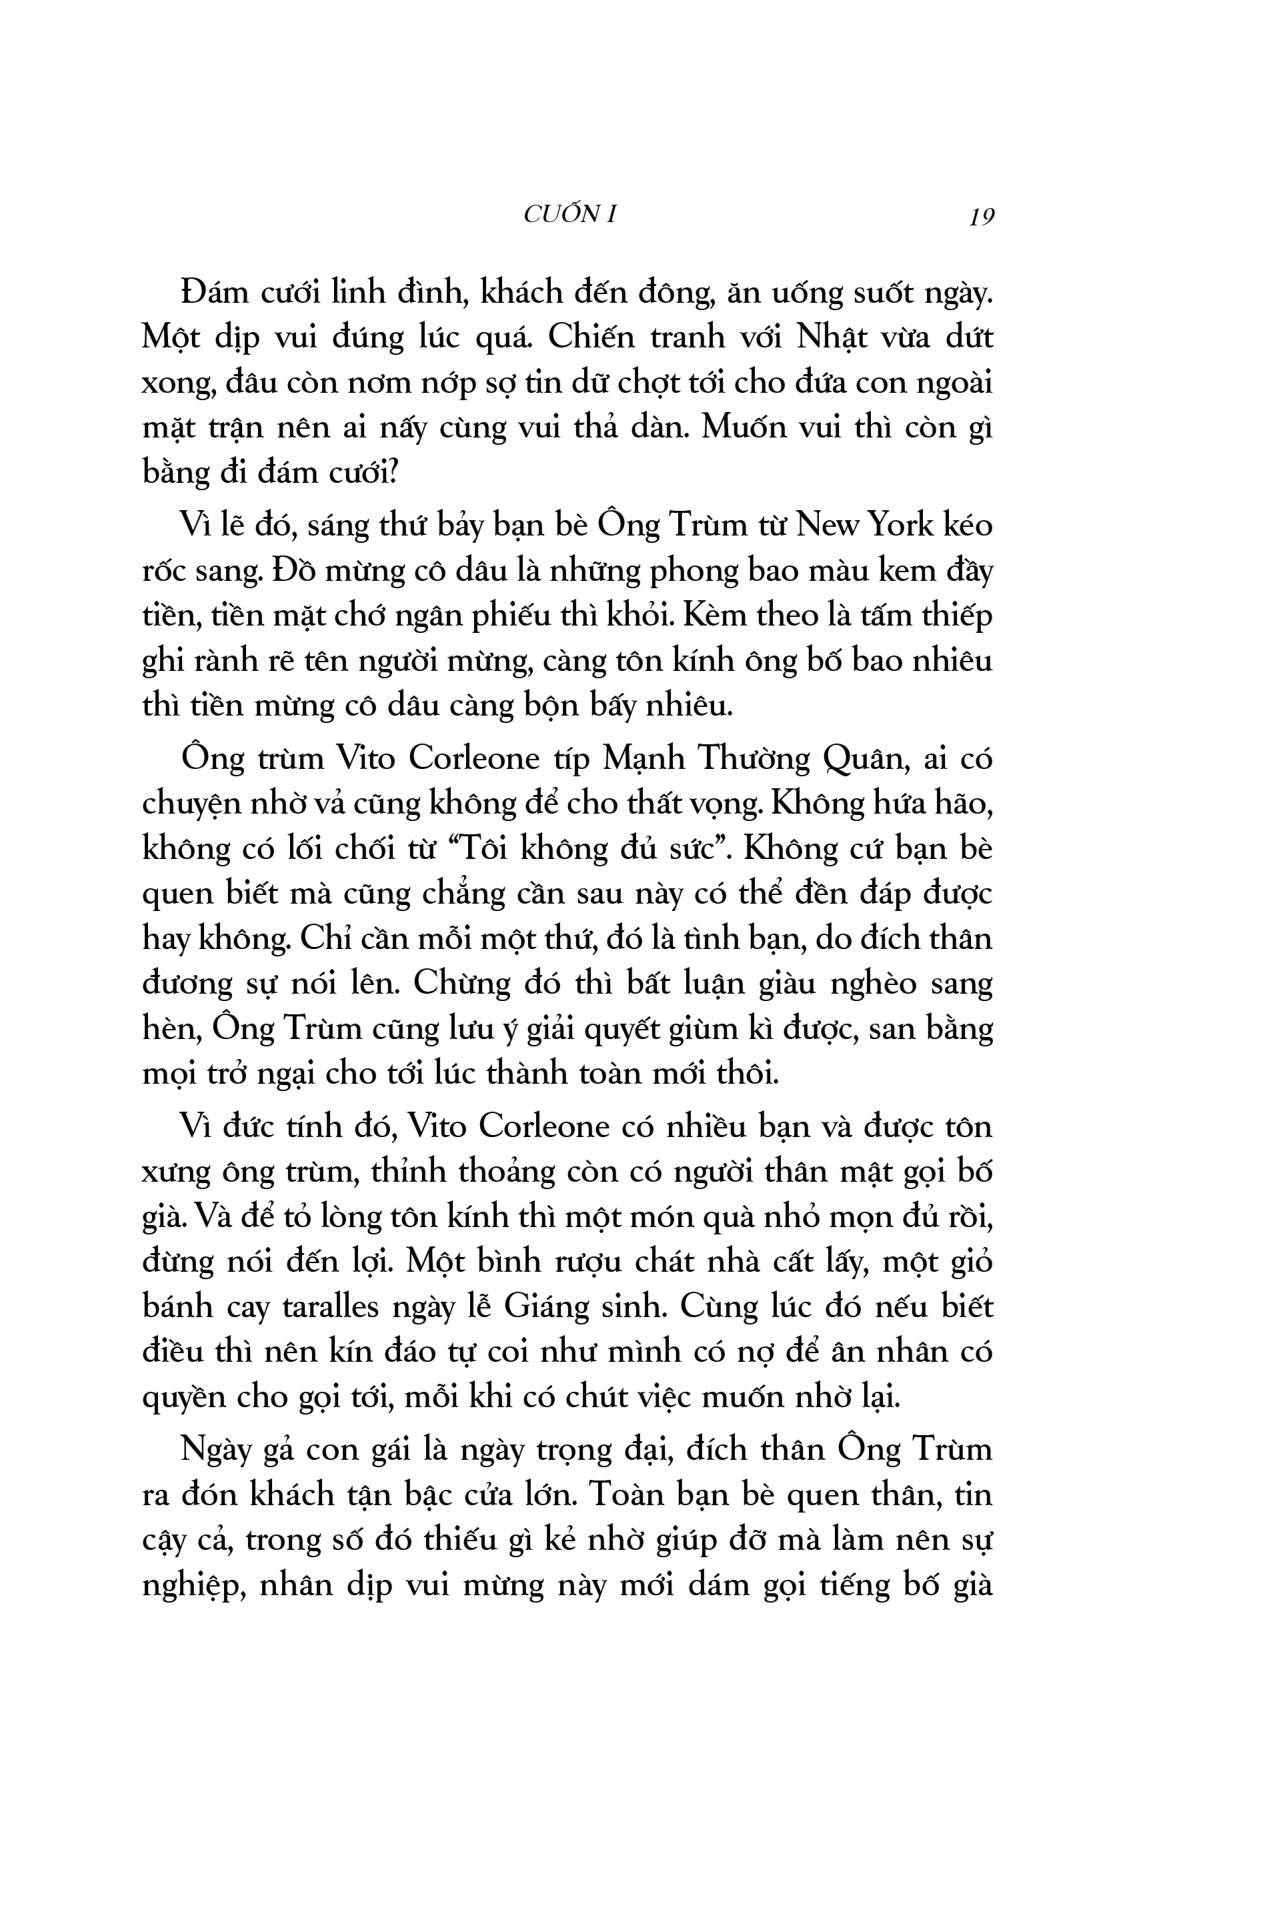 CUỐN I 19
Đám cưới linh đình, khách đến đông, ăn uống suốt ngày.
Một dịp vui đúng lúc quá. Chiến tranh với Nhật vừa dứt
xong, đâu còn nơm nớp sợ tin dữ chợt tới cho đứa con ngoài
mặt trận nên ai nấy cùng vui thả dàn. Muốn vui thì còn gì
bằng đi đám cưới?
Vì lẽ đó, sáng thứ bảy bạn bè Ông Trùm từ New York kéo
rốc sang. Đồ mừng cô dâu là những phong bao màu kem đầy
tiền, tiền mặt chớ ngân phiếu thì khỏi. Kèm theo là tấm thiếp
ghi rành rẽ tên người mừng, càng tôn kính ông bố bao nhiêu
thì tiền mừng cô dâu càng bộn bấy nhiêu.
Ông trùm Vito Corleone típ Mạnh Thường Quân, ai có
chuyện nhờ vả cũng không để cho thất vọng. Không hứa hão,
không có lối chối từ “Tôi không đủ sức”. Không cứ bạn bè
quen biết mà cũng chẳng cần sau này có thể đền đáp được
hay không. Chỉ cần mỗi một thứ, đó là tình bạn, do đích thân
đương sự nói lên. Chừng đó thì bất luận giàu nghèo sang
hèn, Ông Trùm cũng lưu ý giải quyết giùm kì được, san bằng
mọi trở ngại cho tới lúc thành toàn mới thôi.
Vì đức tính đó, Vito Corleone có nhiều bạn và được tôn
xưng ông trùm, thỉnh thoảng còn có người thân mật gọi bố
già. Và để tỏ lòng tôn kính thì một món quà nhỏ mọn đủ rồi,
đừng nói đến lợi. Một bình rượu chát nhà cất lấy, một giỏ
bánh cay taralles ngày lễ Giáng sinh. Cùng lúc đó nếu biết
điều thì nên kín đáo tự coi như mình có nợ để ân nhân có
quyền cho gọi tới, mỗi khi có chút việc muốn nhờ lại.
Ngày gả con gái là ngày trọng đại, đích thân Ông Trùm
ra đón khách tận bậc cửa lớn. Toàn bạn bè quen thân, tin
cậy cả, trong số đó thiếu gì kẻ nhờ giúp đỡ mà làm nên sự
nghiệp, nhân dịp vui mừng này mới dám gọi tiếng bố già